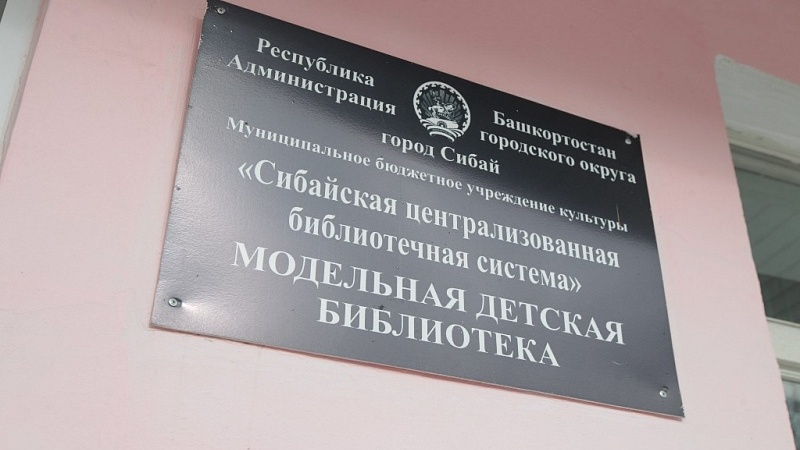 Республика Башкортостан
Администрация городского округа
город Сибай
Муниципальное бюджетное учреждение культуры
«Сибайская централизованная
библиотечная система»
МОДЕЛЬНАЯ ДЕТСКАЯ
БИБЛИОТЕКА